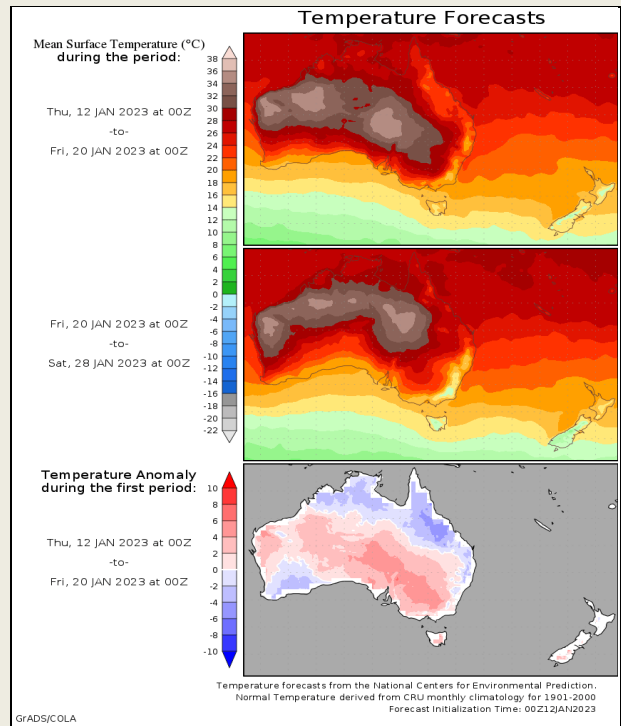 Temperature Forecasts
Mean Surface Temperature (°C)
during the period:
Thu, 12 JAN 2023 at 00Z
-to-
Fri, 20 JAN 2023 at 00Z
38
36
34
32
30
28
26
24
22
20
18
16
14
12
10
8
6
4
2
0
-2
-4
-6
-8
-10
-12
-14
-16
-18
-20
-22
Fri, 20 JAN 2023 at 00Z
-to-
Sat, 28 JAN 2023 at 00Z
Temperature Anomaly
during the first period:
Thu, 12 JAN 2023 at 00Z
-to-
Fri, 20 JAN 2023 at 00Z
10
8
6
4
2
0
-2
-4
-6
-8
-10
Temperature forecasts from the National Centers for Environmental Prediction.
Normal Temperature derived from CRU monthly climatology for 1901-2000
Forecast Initialization Time: 00Z12JAN2023
GrADS/COLA